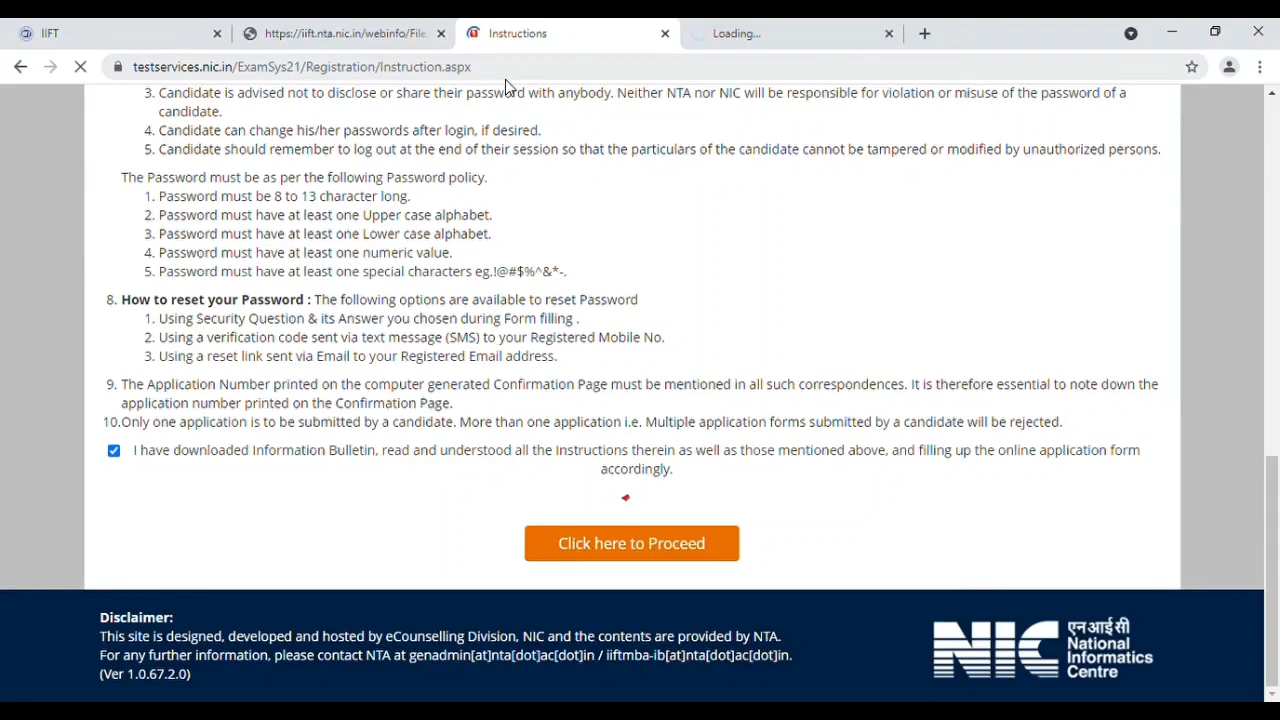 IIFT
https://iift.nta.nic.in/webinfo/File
Instructions
Loading...
testservices.nic.in/ExamSys21/Registration/Instruction.aspx
3. Candidate is advised not to disclose or share their password with anybody. Neither NTA nor NIC will be responsible for violation or misuse of the password of a
candidate.
4. Candidate can change his/her passwords after login, if desired.
5. Candidate should remember to log out at the end of their session so that the particulars of the candidate cannot be tampered or modified by unauthorized persons.
The Password must be as per the following Password policy.
1. Password must be 8 to 13 character long.
2. Password must have at least one Upper case alphabet.
3. Password must have at least one Lower case alphabet.
4. Password must have at least one numeric value.
5. Password must have at least one special characters eg.!@#$%^&*-.
8. How to reset your Password : The following options are available to reset Password
1. Using Security Question & its Answer you chosen during Form filling .
2. Using a verification code sent via text message (SMS) to your Registered Mobile No.
3. Using a reset link sent via Email to your Registered Email address.
9. The Application Number printed on the computer generated Confirmation Page must be mentioned in all such correspondences. It is therefore essential to note down the
application number printed on the Confirmation Page.
10.Only one application is to be submitted by a candidate. More than one application i.e. Multiple application forms submitted by a candidate will be rejected.
I have downloaded Information Bulletin, read and understood all the Instructions therein as well as those mentioned above, and filling up the online application form
accordingly.
Click here to Proceed
Disclaimer:
This site is designed, developed and hosted by eCounselling Division, NIC and the contents are provided by NTA.
For any further information, please contact NTA at genadmin[at]nta[dot]ac[dot]in / iiftmba-ib[at]nta[dot]ac[dot]in.
(Ver 1.0.67.2.0)
NIC
एनआईसी
National
Informatics
Centre